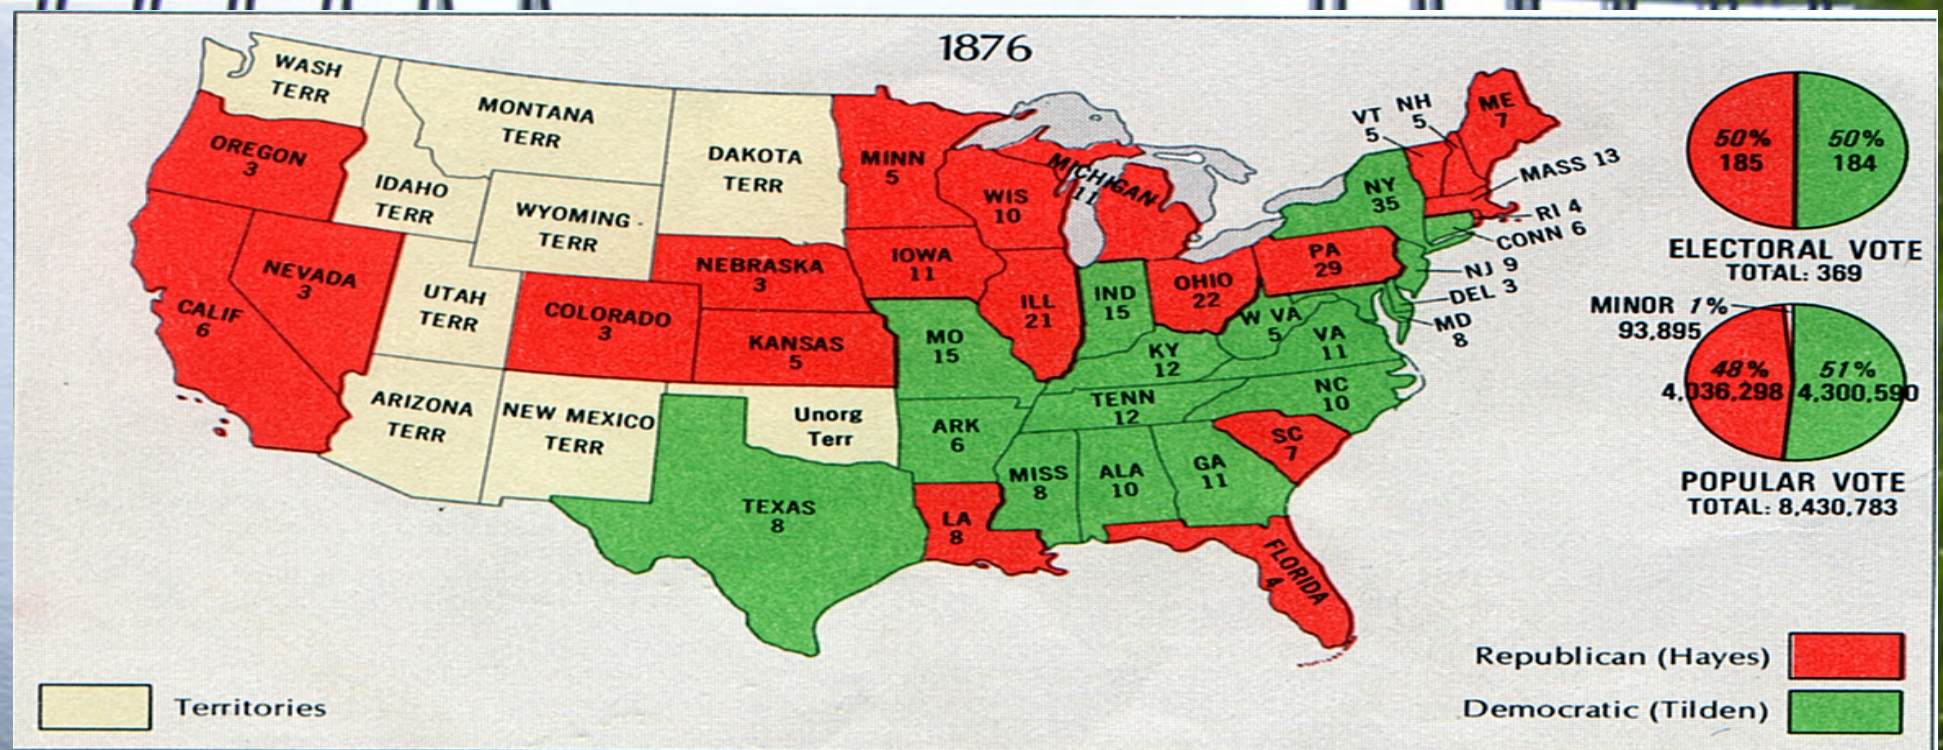 1876
WASH
TERR
MONTANA
TERR
DAKOTA
TERR
OREGON
3
IDAHO
TERR
WYOMING
TERR
MINN
5
WIS
10
MICHIGAN
11
VT
5
NH
5
ME
7
MASS 13
NY
35
RI 4
CONN 6
NJ 9
DEL 3
MD
8
PA
29
NEVADA
3
CALIF
6
UTAH
TERR
COLORADO
3
NEBRASKA
3
KANSAS
5
IOWA
11
ILL
21
IND
15
OHIO
22
W VA
5
VA
11
MO
15
KY
12
TENN
12
NC
10
ARIZONA
TERR
NEW MEXICO
TERR
Unorg
Terr
ARK
6
SC
7
MISS
8
ALA
10
GA
11
TEXAS
8
LA
8
FLORIDA
4
50%
185
50%
184
ELECTORAL VOTE
TOTAL: 369
MINOR 1%
93,895
48%
4,036,298
51%
4,300,590
POPULAR VOTE
TOTAL: 8,430,783
Republican (Hayes)
Democratic (Tilden)
Territories